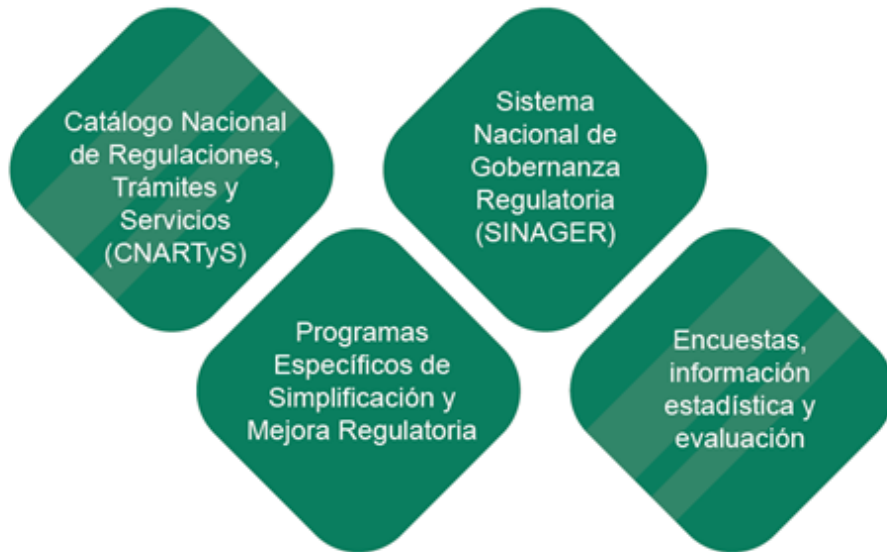 Catálogo Nacional
de Regulaciones,
Trámites y
Servicios
(CNARTyS)
Sistema
Nacional de
Gobernanza
Regulatoria
(SINAGER)
Programas
Específicos de
Simplificación y
Mejora Regulatoria
Encuestas,
información
estadística y
evaluación